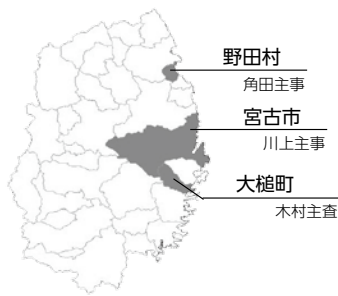 野田村
角田主事
宮古市
川上主事
大槌町
木村主査